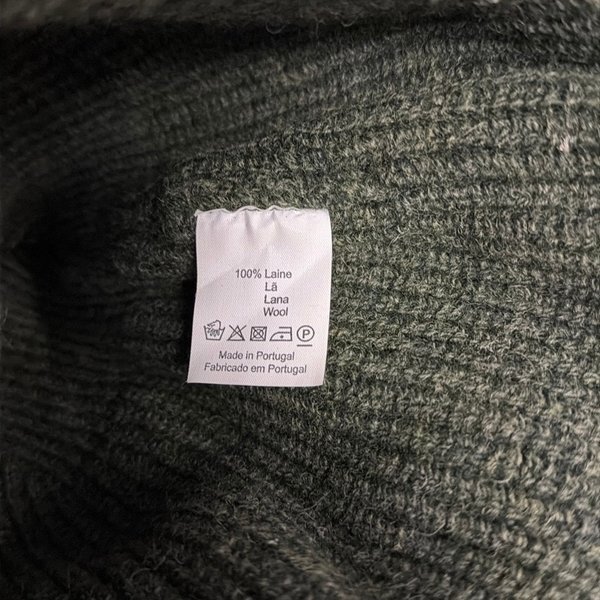 100% Laine
Lã
Lana
Wool
P
Made in Portugal
Fabricado em Portugal